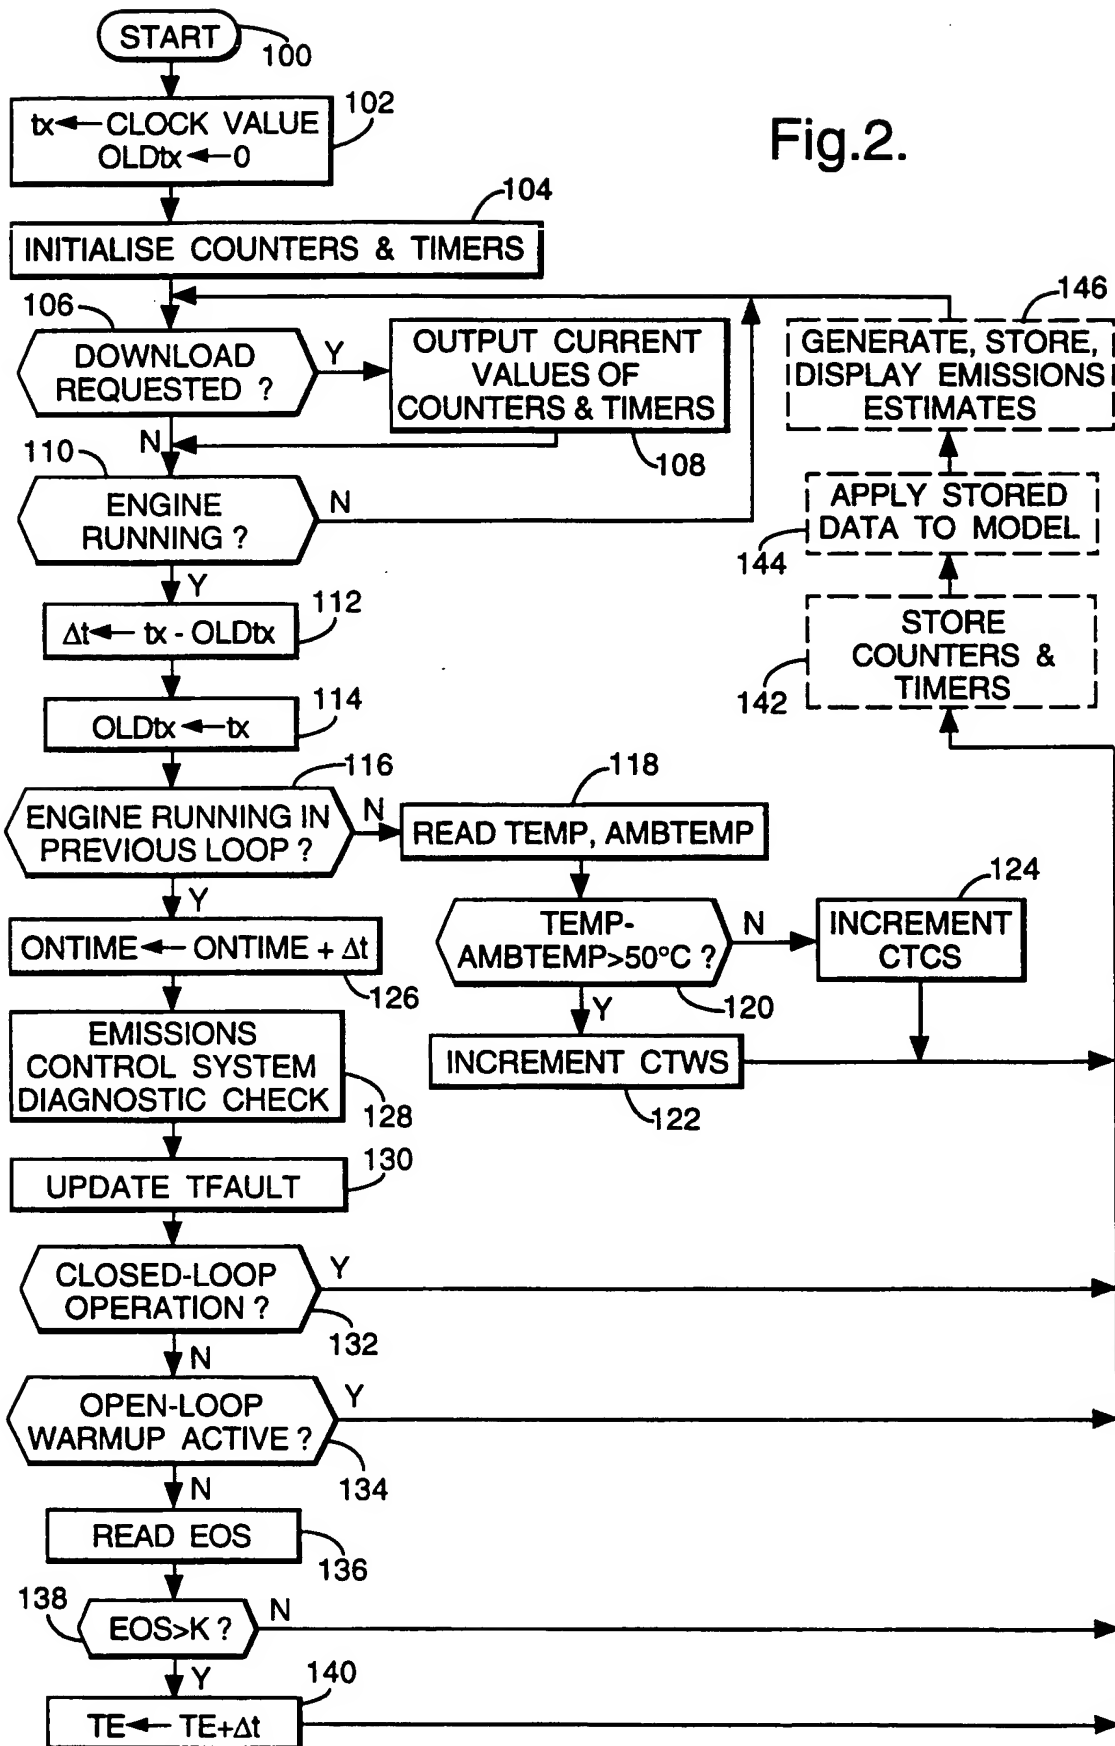 START
100
tx←CLOCK VALUE
OLDtx←0
102
Fig.2.
104
INITIALISE COUNTERS & TIMERS
106
DOWNLOAD
REQUESTED ?
Y
N
OUTPUT CURRENT
VALUES OF
COUNTERS & TIMERS
108
146
GENERATE, STORE,
DISPLAY EMISSIONS
ESTIMATES
110
ENGINE
RUNNING ?
N
Y
APPLY STORED
DATA TO MODEL
144
112
Δt← tx - OLDtx
STORE
COUNTERS &
TIMERS
142
114
OLDtx←tx
116
ENGINE RUNNING IN
PREVIOUS LOOP ?
N
Y
118
READ TEMP, AMBTEMP
TEMP-
AMBTEMP>50°C ?
120
N
Y
124
INCREMENT
CTCS
INCREMENT CTWS
122
ONTIME← ONTIME + Δt
126
EMISSIONS
CONTROL SYSTEM
DIAGNOSTIC CHECK
128
130
UPDATE TFAULT
CLOSED-LOOP
OPERATION ?
Y
132
N
OPEN-LOOP
WARMUP ACTIVE ?
Y
134
N
READ EOS
136
138
EOS>K ?
N
Y
140
TE← TE+Δt